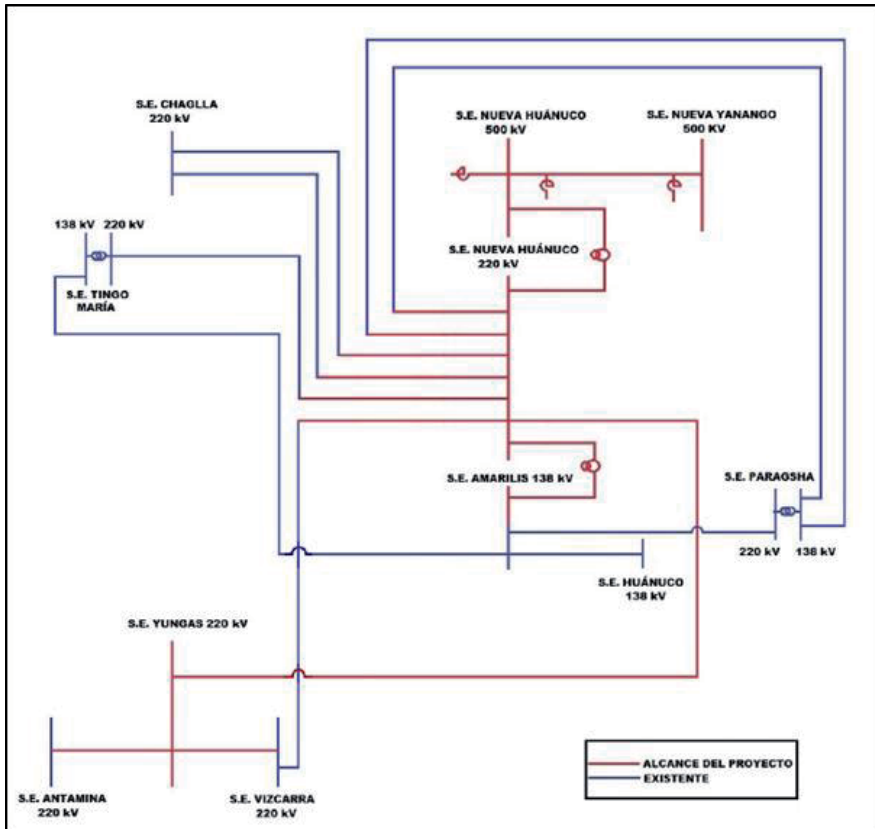 S.E. CHAGLLA
220 kV
S.E. NUEVA HUÁNUCO
500 kV
S.E. NUEVA YANANGO
500 KV
138 kV 220 kV
S.E. TINGO
MARÍA
S.E. NUEVA HUÁNUCO
220 kV
S.E. AMARILIS 138 kV
S.E. PARAGSHA
220 kV
138 kV
S.E. HUÁNUCO
138 kV
S.E. YUNGAS 220 kV
S.E. ANTAMINA
220 kV
S.E. VIZCARRA
220 kV
ALCANCE DEL PROYECTO
EXISTENTE